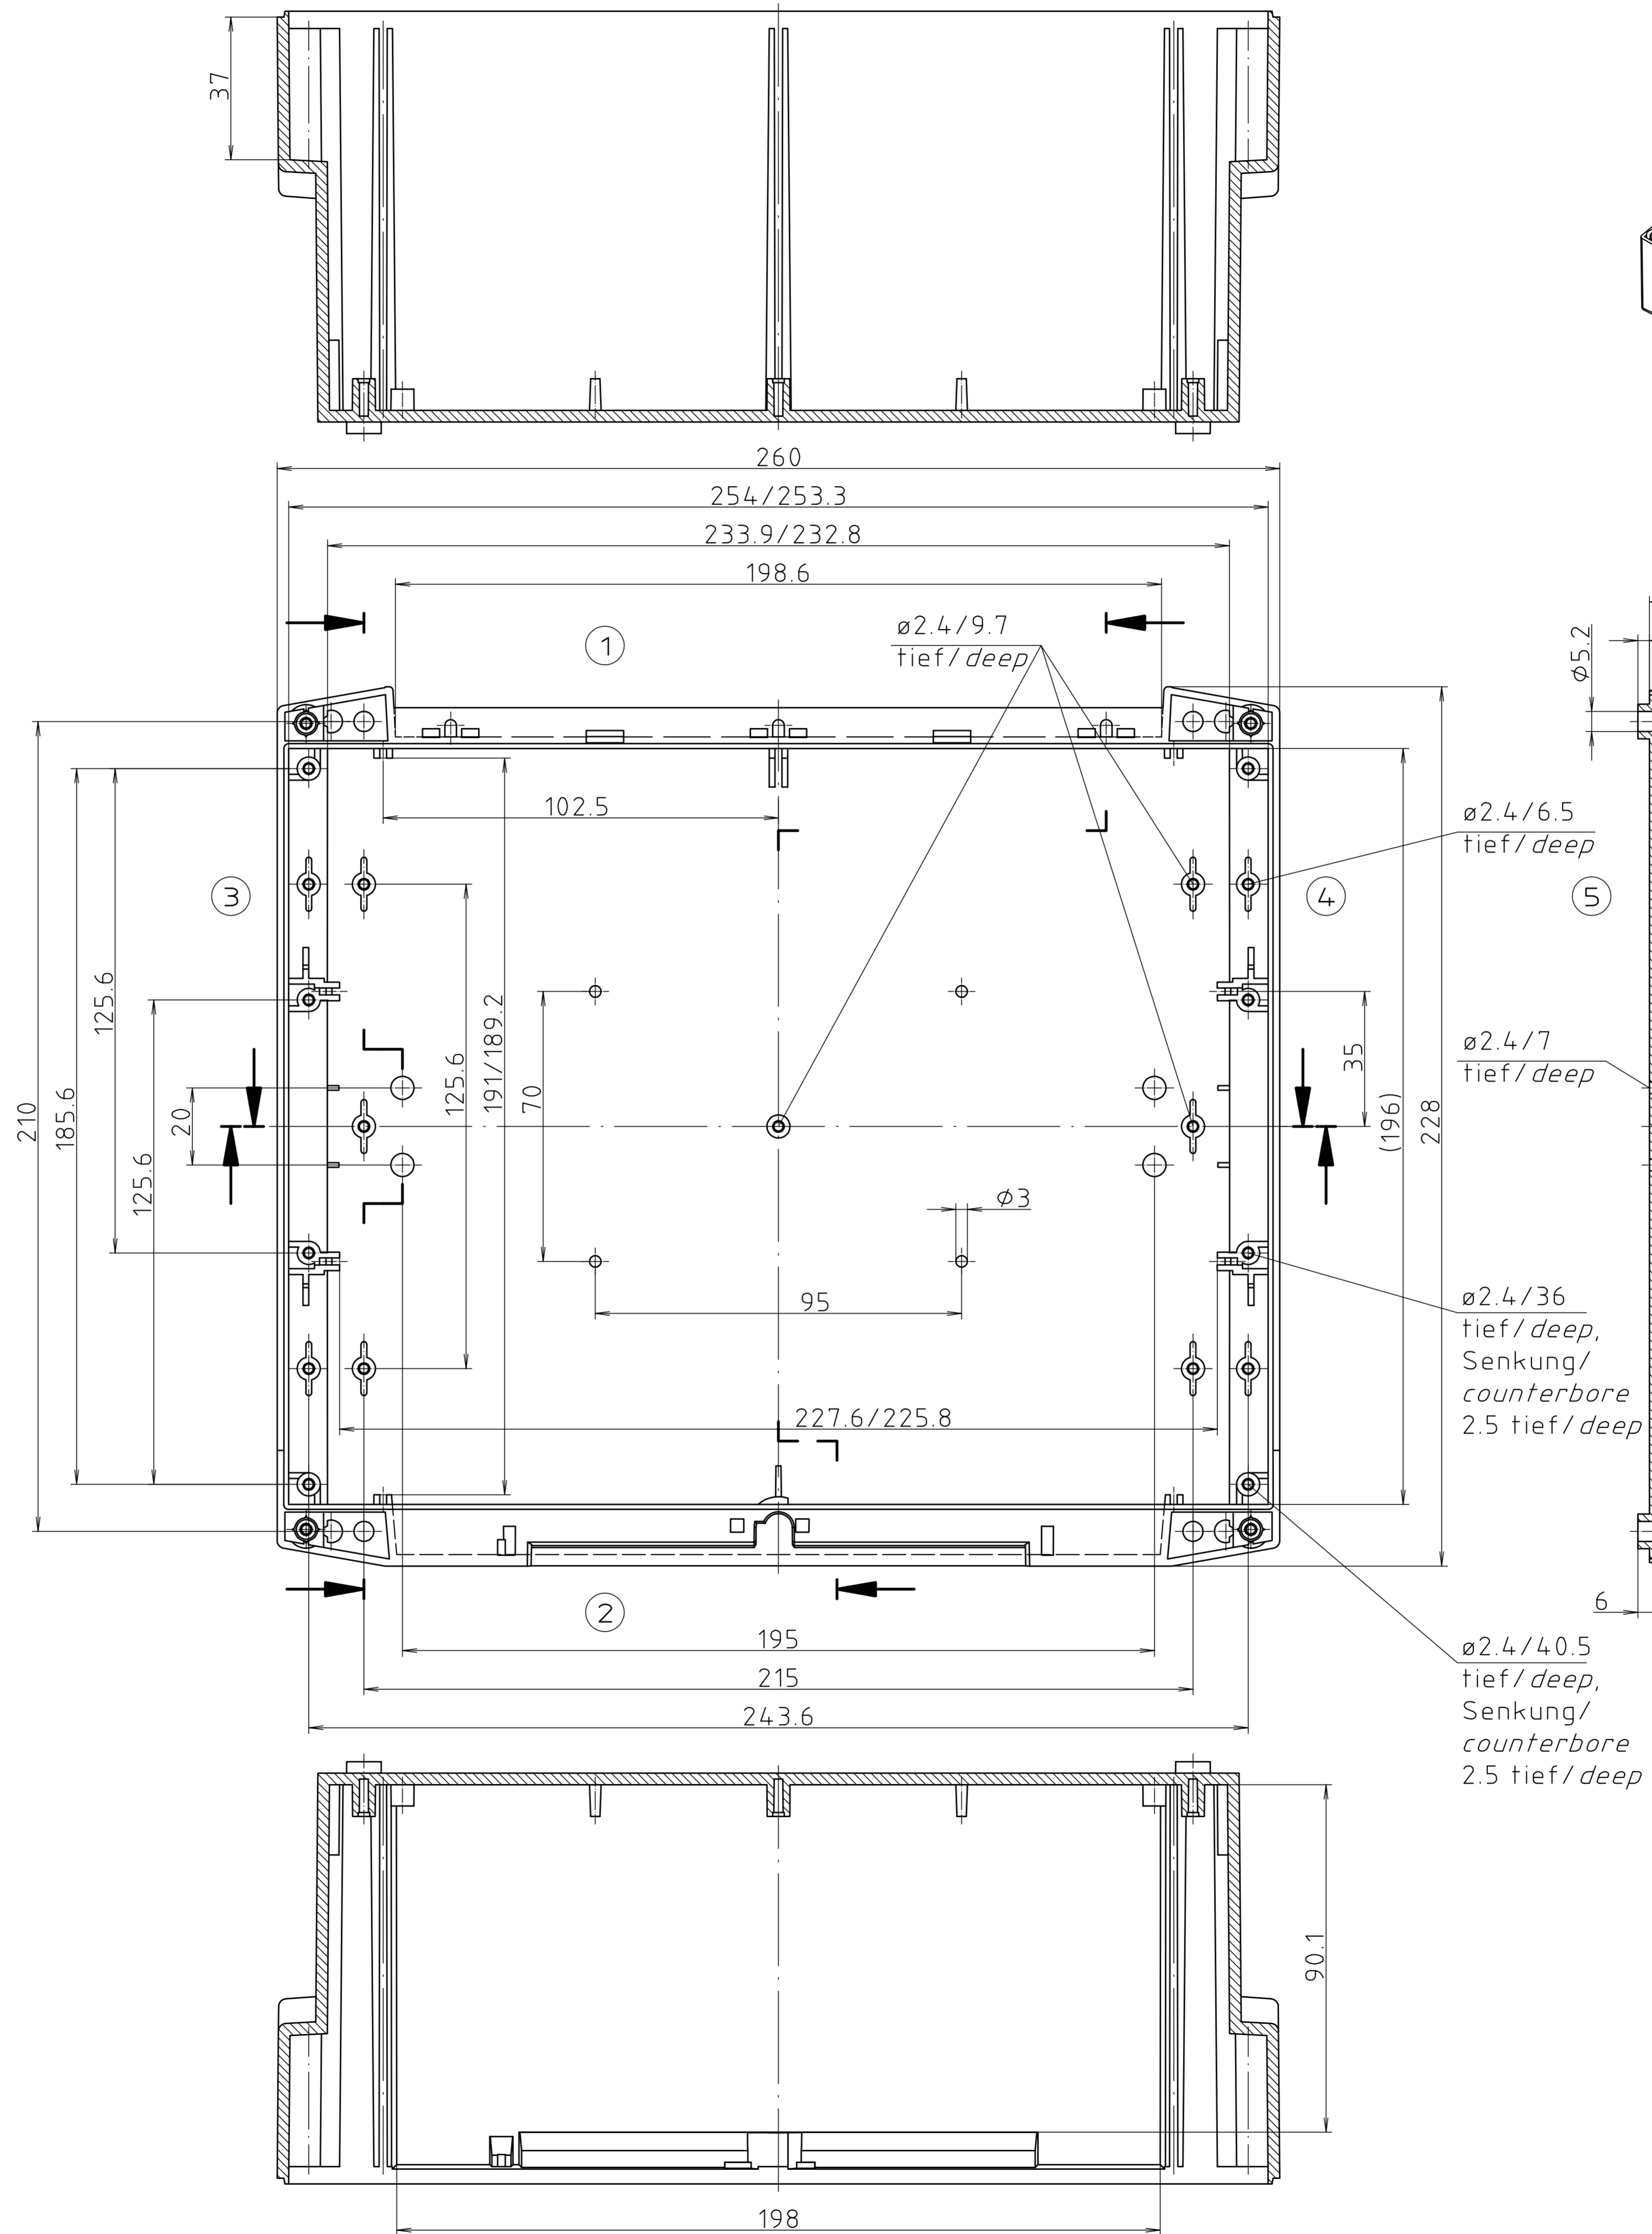 37
260
254/253.3
233.9/232.8
198.6
ø2.4/9.7
tief/deep
1
ø5.2
102.5
ø2.4/6.5
tief/deep
3
4
5
125.6
191/189.2
125.6
70
35
ø2.4/7
tief/deep
210
185.6
20
125.6
(196)
228
ø3
95
ø2.4/36
tief/deep,
Senkung/
counterbore
2.5 tief/deep
227.6/225.8
6
2
195
215
243.6
ø2.4/40.5
tief/deep,
Senkung/
counterbore
2.5 tief/deep
90.1
198